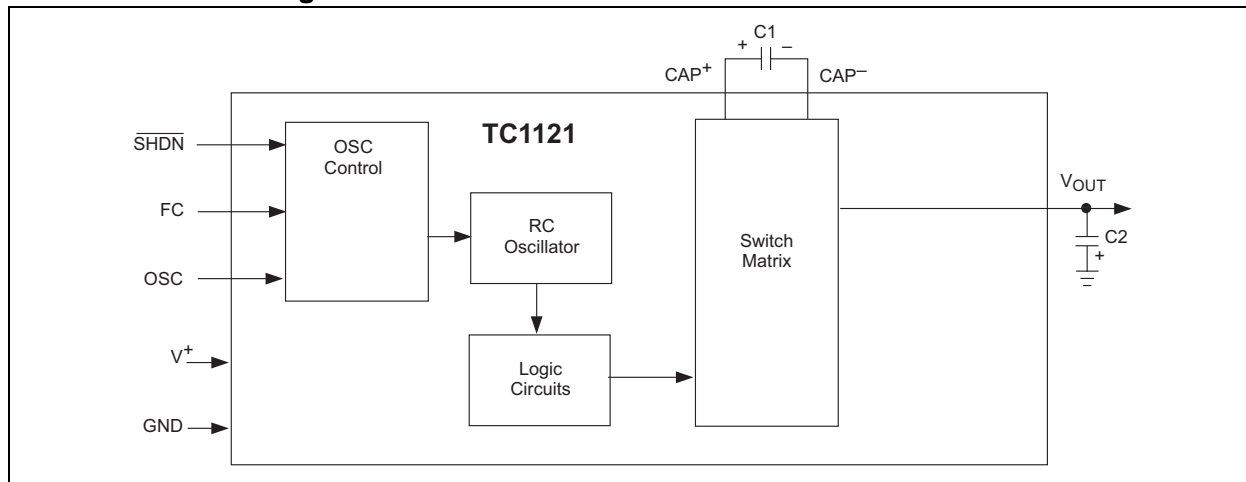 C1
+ –
CAP+ CAP–
TC1121
SHDN
OSC
Control
FC
RC
Oscillator
OSC
Switch
Matrix
VOUT
C2
+
V+
Logic
Circuits
GND